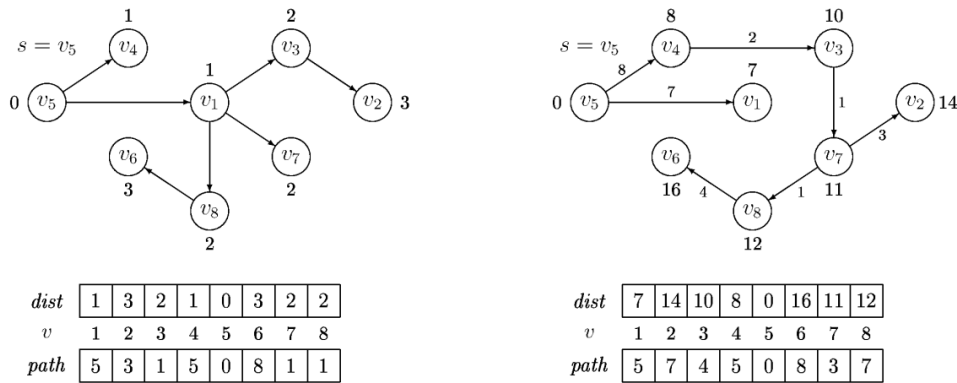 1 2 8 10
s = v5 v4 v3 s = v5 v4 2 v3
1 8 7
0 v5 v1 v2 3 0 v5 7 v1 1 v2 14
3
v6 v7 v6 v7
3 2 16 4 1 11
v8 v8
2 12
dist 1 3 2 1 0 3 2 2 dist 7 14 10 8 0 16 11 12
v 1 2 3 4 5 6 7 8 v 1 2 3 4 5 6 7 8
path 5 3 1 5 0 8 1 1 path 5 7 4 5 0 8 3 7